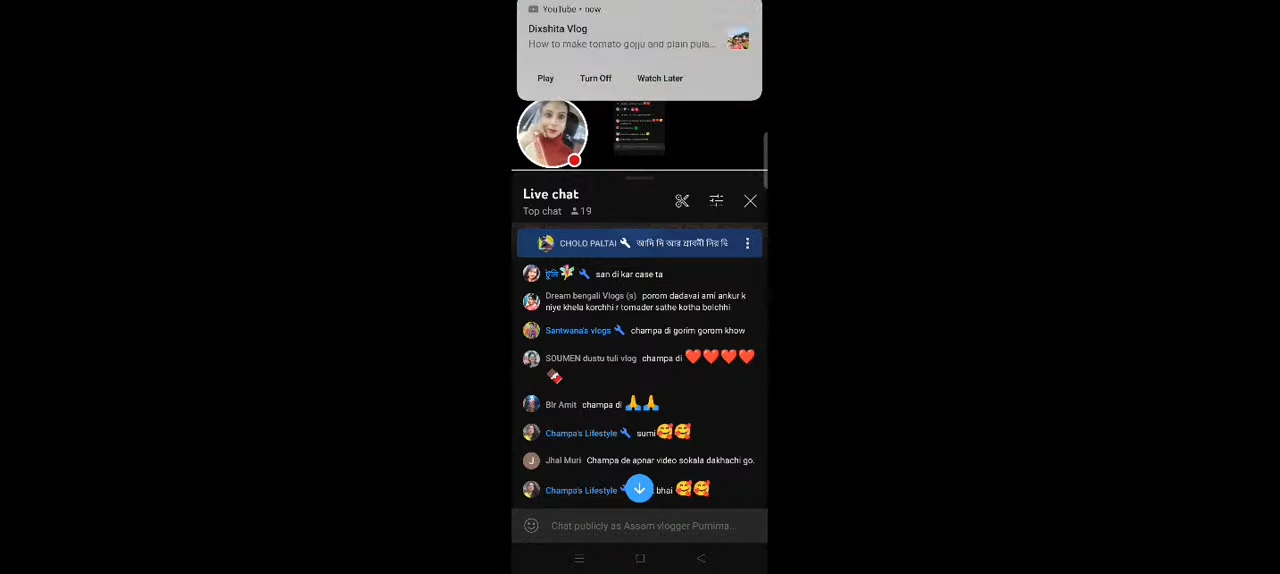 YouTube • now
Dixshita Vlog
How to make tomato gojju and plain pula...
Play Turn Off Watch Later
Live chat
Top chat 19
CHOLO PALTAI আমি দি আর শ্রাবনী
san di kar case ta
Dream bengali Vlogs (s) porom dadavai ami ankur k
niye khela korchhi r tomader sathe kotha bolchhi
Santwana's vlogs champa di gorim gorom khow
SOUMEN dustu tuli vlog champa di ❤️❤️❤️❤️
🍫
Blr Amit champa di 🙏🙏
Champa's Lifestyle sumi🥰🥰
Jhal Muri Champa de apnar video sokala dakhachi go.
J
Champa's Lifestyle bhai 🥰🥰
Chat publicly as Assam vlogger Purnima...